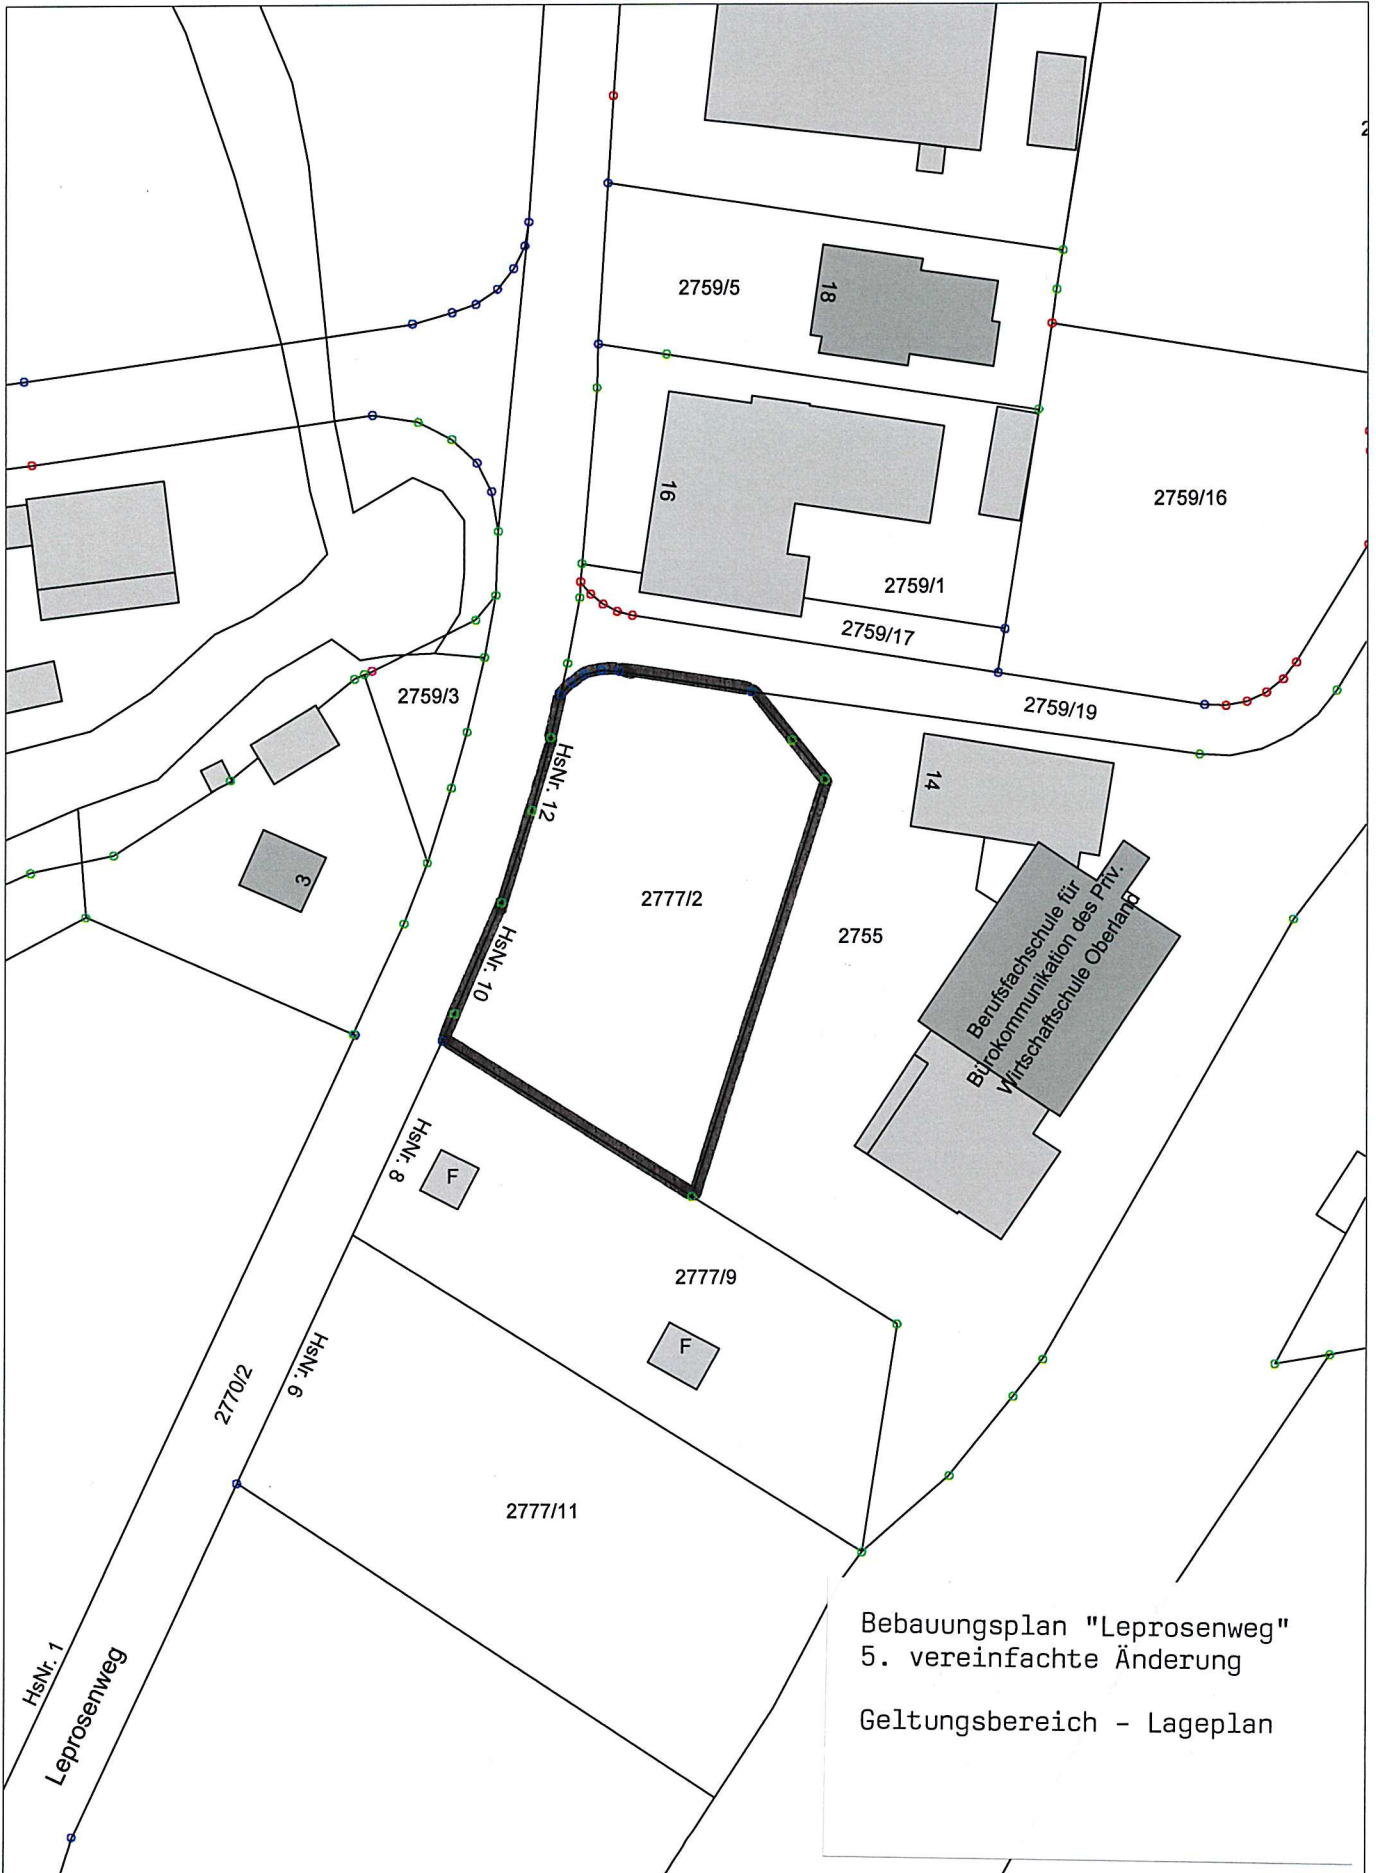 2759/5
18
16
2759/16
2759/1
2759/17
2759/3
2759/19
HsNr. 12
14
3
2777/2
HsNr. 10
2755
Berufsfachschule für
Bürokommunikation des Priv.
Wirtschaftschule Oberland
HsNr. 8
F
2777/9
F
HsNr. 6
2770/2
2777/11
HsNr. 1
Leprosenweg
Bebauungsplan "Leprosenweg"
5. vereinfachte Änderung
Geltungsbereich - Lageplan